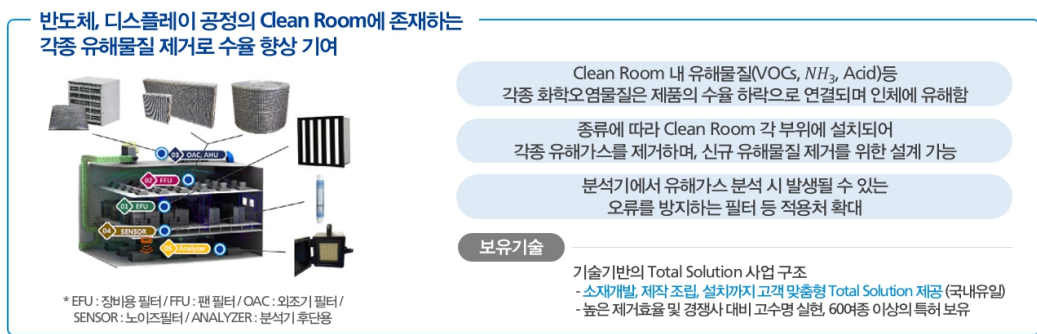 반도체, 디스플레이 공정의 Clean Room에 존재하는
각종 유해물질 제거로 수율 향상 기여
03 OAC, AHU
02 FFU
01 EFU
04 SENSOR
05 Analyzer
* EFU : 장비용 필터 / FFU : 팬 필터 / OAC : 외조기 필터 /
SENSOR : 노이즈필터 / ANALYZER : 분석기 후단용
Clean Room 내 유해물질(VOCs, NH₃, Acid)등
각종 화학오염물질은 제품의 수율 하락으로 연결되며 인체에 유해함
종류에 따라 Clean Room 각 부위에 설치되어
각종 유해가스를 제거하며, 신규 유해물질 제거를 위한 설계 가능
분석기에서 유해가스 분석 시 발생될 수 있는
오류를 방지하는 필터 등 적용처 확대
보유기술
기술기반의 Total Solution 사업 구조
- 소재개발, 제작 조립, 설치까지 고객 맞춤형 Total Solution 제공 (국내유일)
- 높은 제거효율 및 경쟁사 대비 고수명 실현, 60여종 이상의 특허 보유